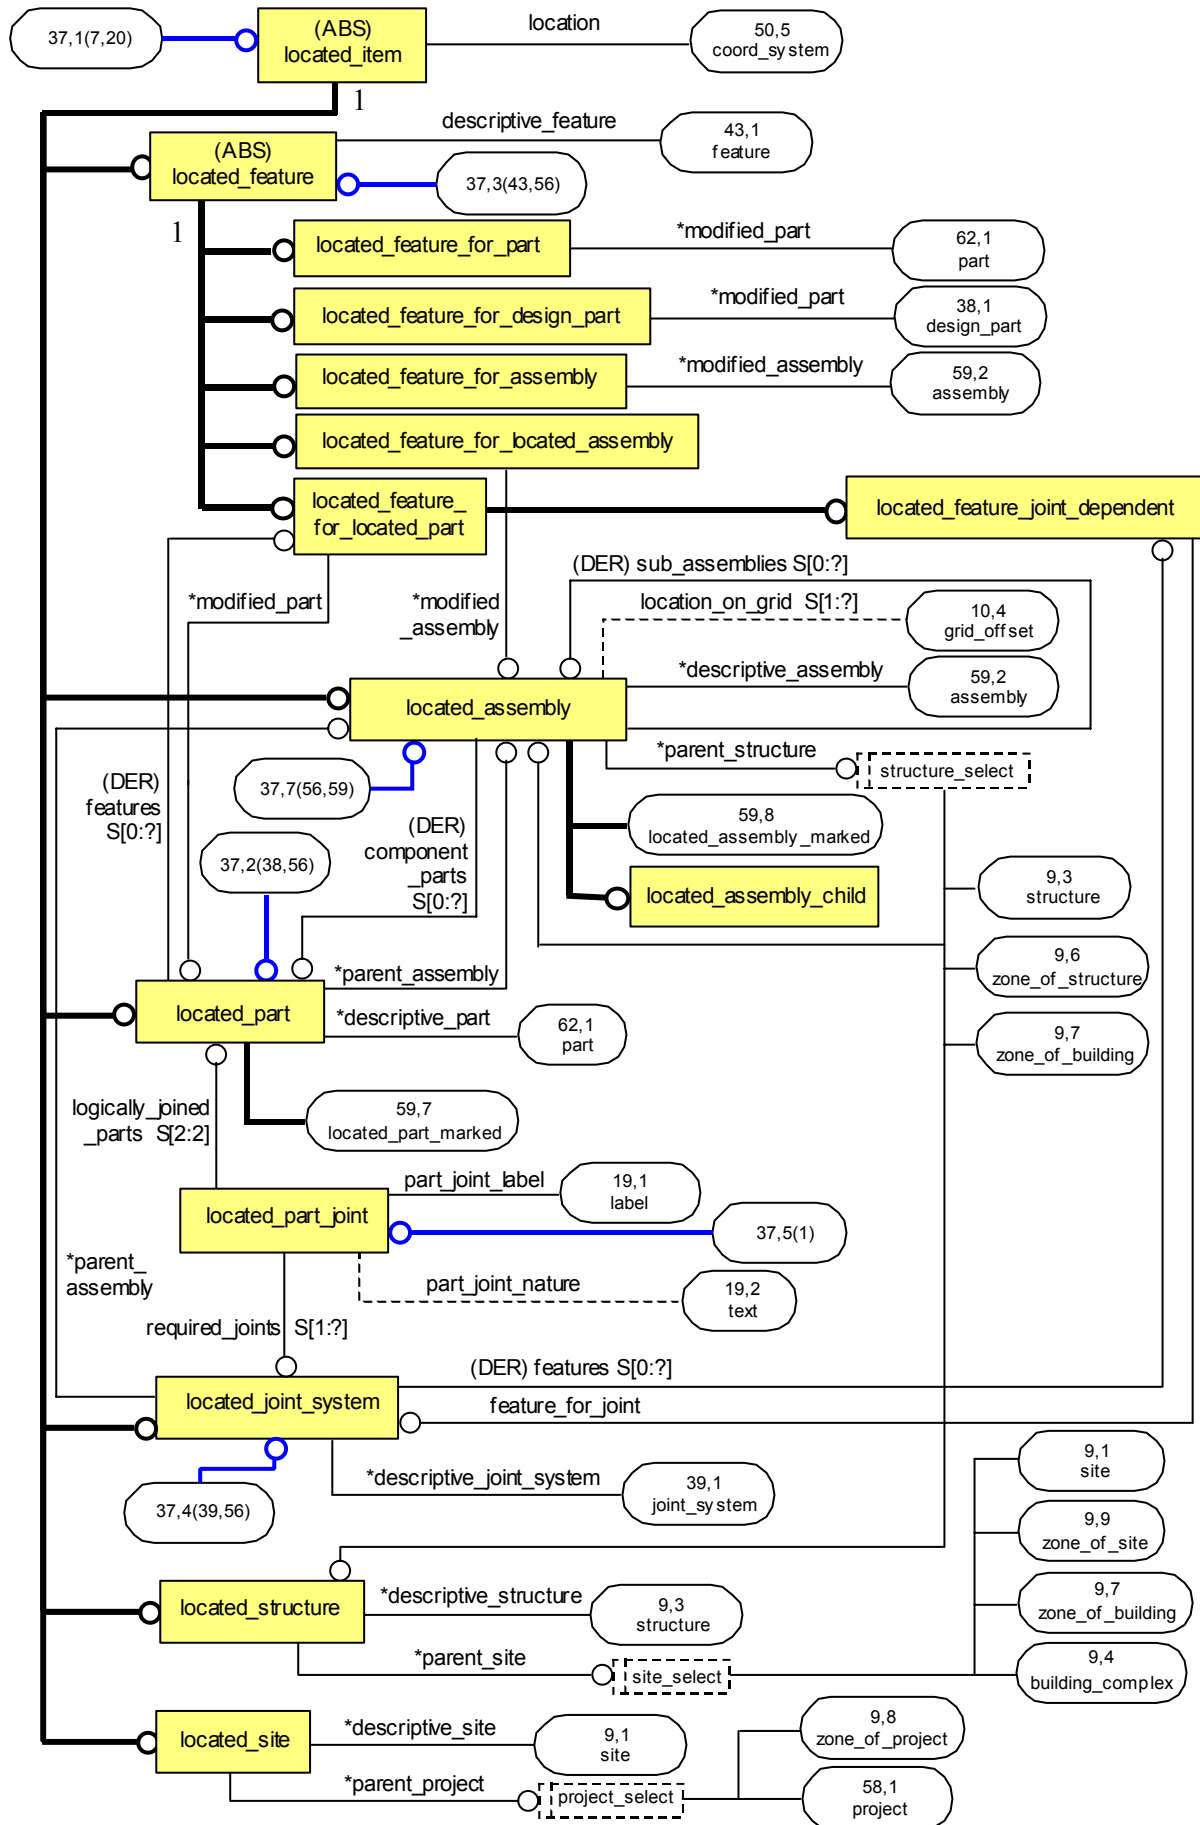 37,1(7,20)
(ABS)
located_item
location
50,5
coord_system
1
descriptive_feature
43,1
feature
(ABS)
located_feature
37,3(43,56)
1
located_feature_for_part
*modified_part
62,1
part
located_feature_for_design_part
*modified_part
38,1
design_part
located_feature_for_assembly
*modified_assembly
59,2
assembly
located_feature_for_located_assembly
located_feature_
for_located_part
located_feature_joint_dependent
(DER) sub_assemblies S[0:?]
*modified_part
*modified
_assembly
location_on_grid S[1:?]
10,4
grid_offset
*descriptive_assembly
59,2
assembly
located_assembly
*parent_structure
structure_select
(DER)
features
S[0:?]
37,7(56,59)
(DER)
component
_parts
S[0:?]
59,8
located_assembly_marked
37,2(38,56)
located_assembly_child
9,3
structure
*parent_assembly
9,6
zone_of_structure
located_part
*descriptive_part
62,1
part
9,7
zone_of_building
logically_joined
_parts S[2:2]
59,7
located_part_marked
part_joint_label
19,1
label
located_part_joint
37,5(1)
*parent_
assembly
part_joint_nature
19,2
text
required_joints S[1:?]
(DER) features S[0:?]
located_joint_system
feature_for_joint
*descriptive_joint_system
39,1
joint_system
37,4(39,56)
9,1
site
9,9
zone_of_site
located_structure
*descriptive_structure
9,3
structure
9,7
zone_of_building
*parent_site
site_select
9,4
building_complex
located_site
*descriptive_site
9,1
site
9,8
zone_of_project
*parent_project
project_select
58,1
project